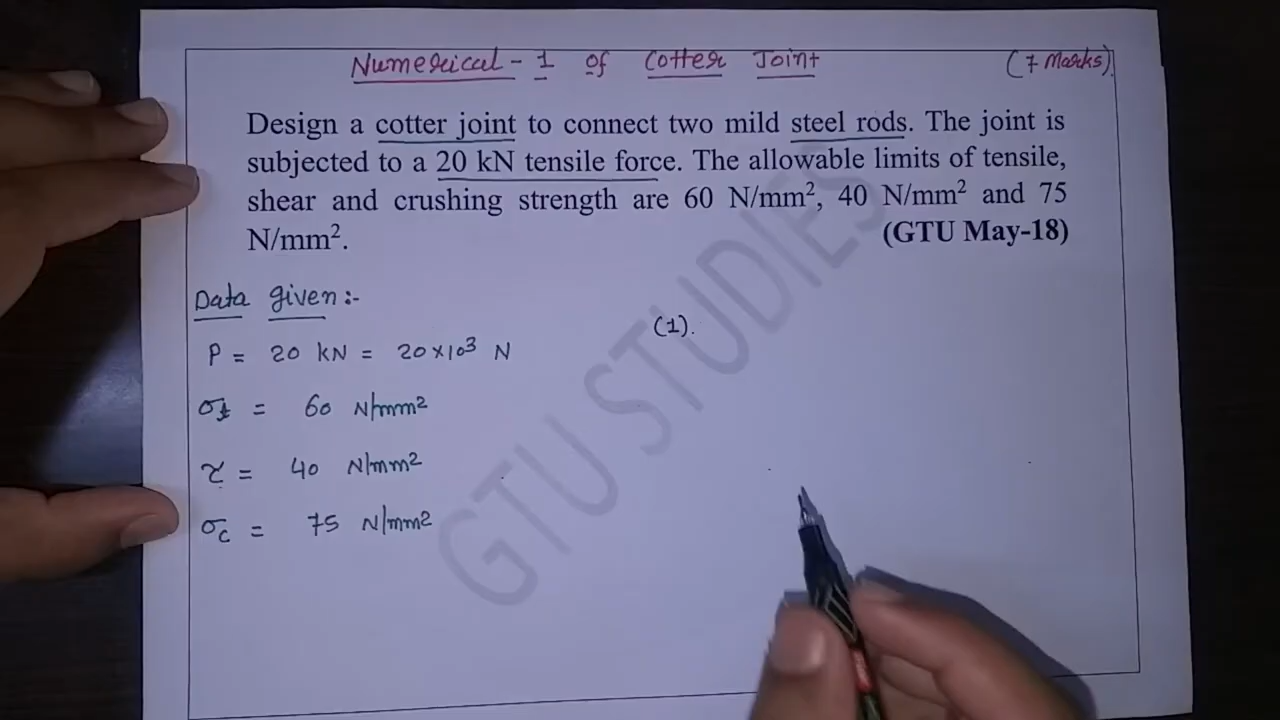 Numerical - 1 of Cotter Joint (7 Marks)
Design a cotter joint to connect two mild steel rods. The joint is
subjected to a 20 kN tensile force. The allowable limits of tensile,
shear and crushing strength are 60 N/mm², 40 N/mm² and 75
N/mm². (GTU May-18)
Data given:-
(1).
P = 20 kN = 20×10³ N
σt = 60 N/mm²
τ = 40 N/mm²
σc = 75 N/mm²
GTU STUDIES